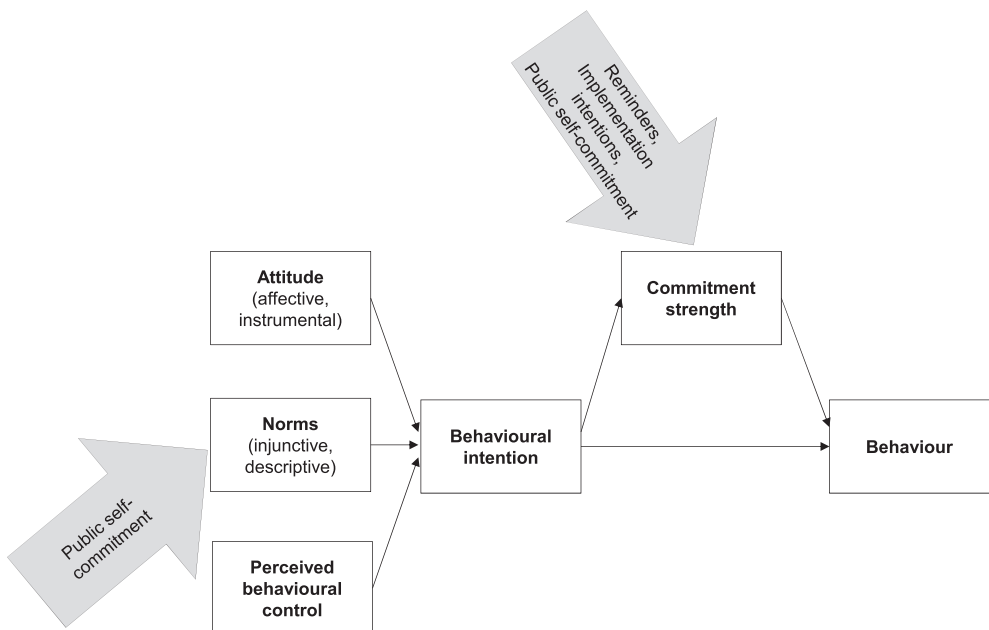 Reminders,
Implementation
intentions,
Public self-commitment
Attitude
(affective,
instrumental)
Commitment
strength
Norms
(injunctive,
descriptive)
Behavioural
intention
Behaviour
Public self-
commitment
Perceived
behavioural
control